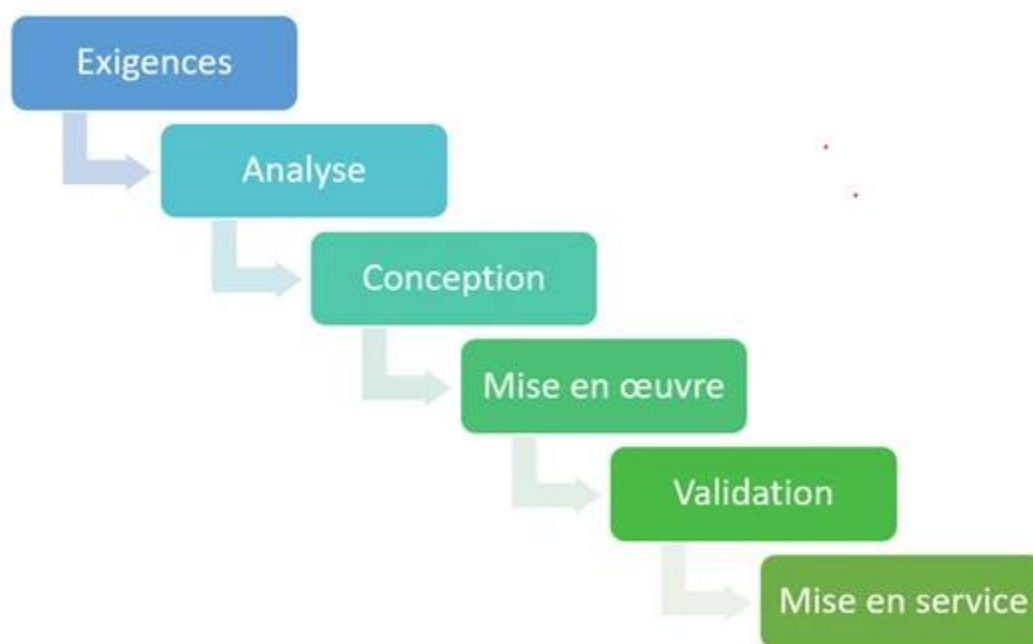 Exigences
Analyse
Conception
Mise en œuvre
Validation
Mise en service